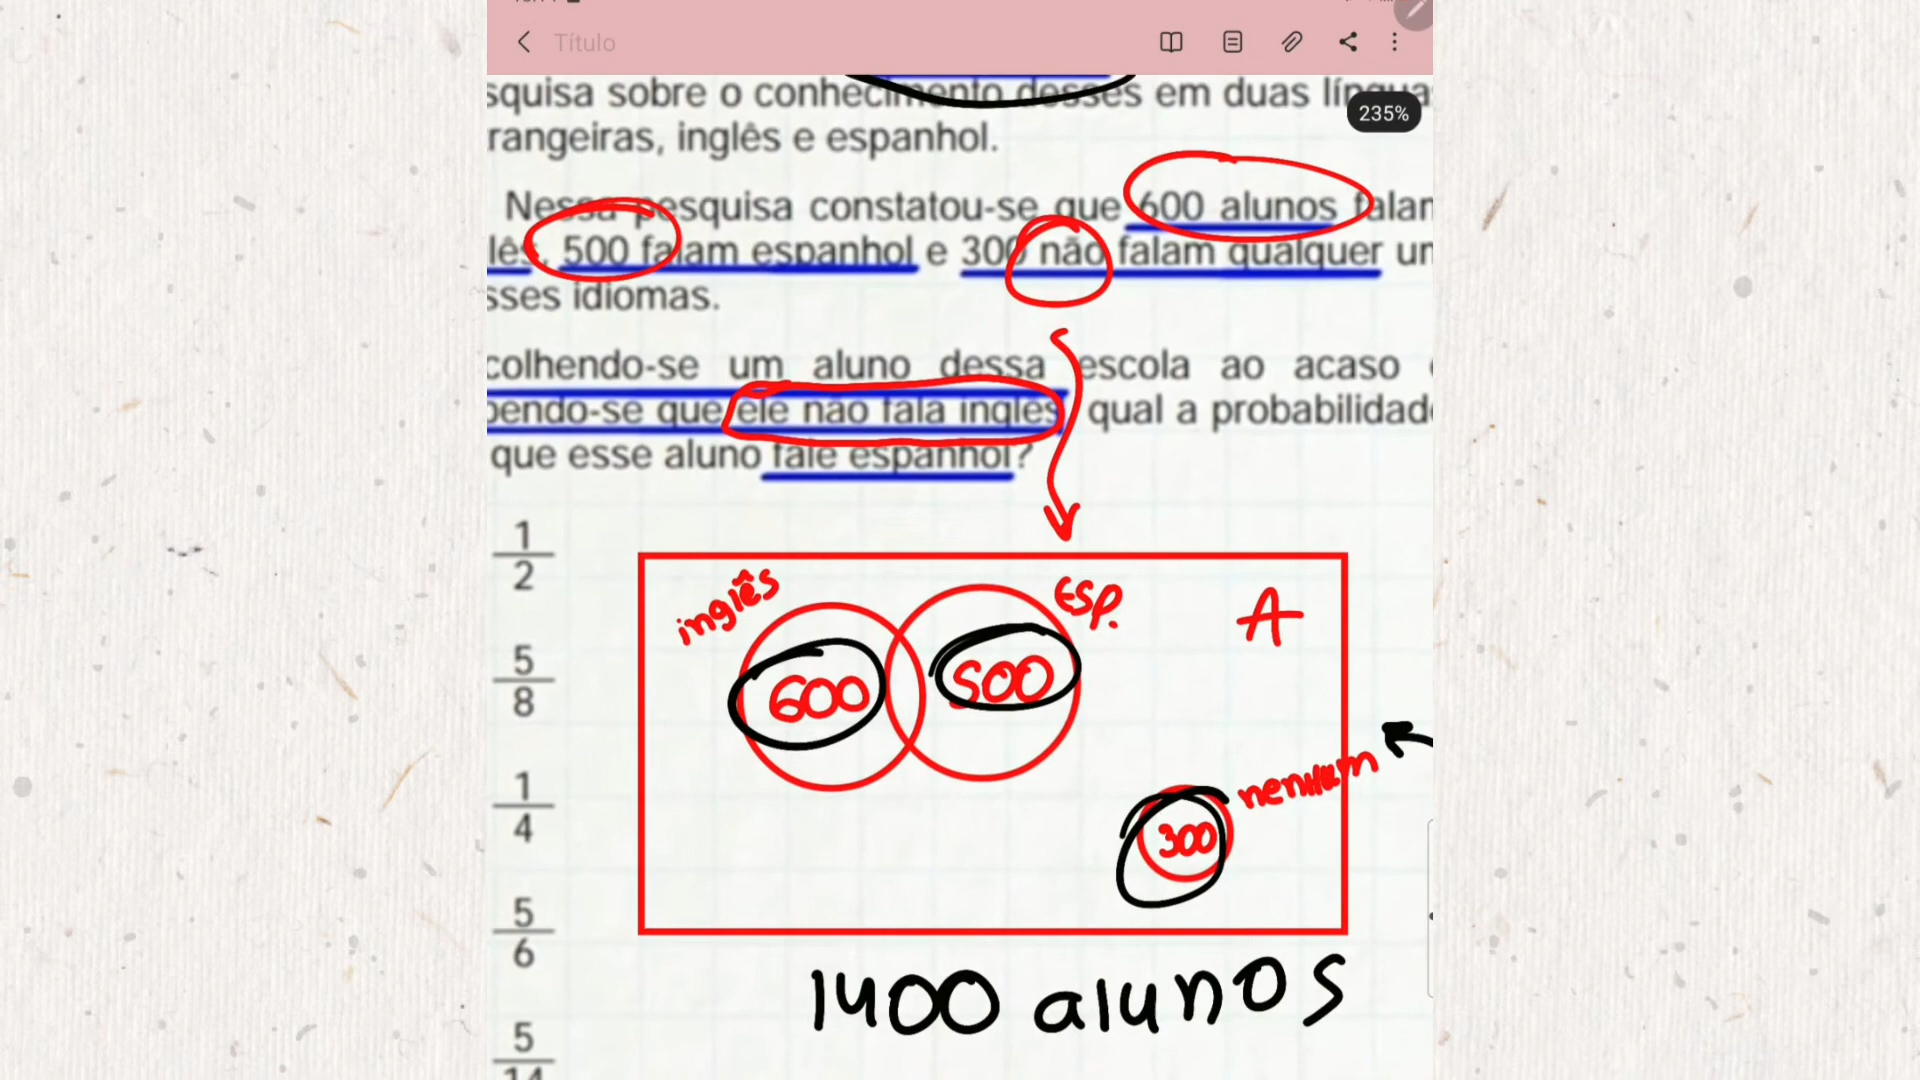 Título
squisa sobre o conhecimento desses em duas língua
235%
rangeiras, inglês e espanhol.
Nessa pesquisa constatou-se que 600 alunos falam
lês, 500 falam espanhol e 300 não falam qualquer um
sses idiomas.
colhendo-se um aluno dessa escola ao acaso
bendo-se que ele não fala inglês qual a probabilidade
que esse aluno fale espanhol?
1/2
5/8
1/4
5/6
5/14
inglês
Esp.
A
600
500
nenhum
300
1400 alunos